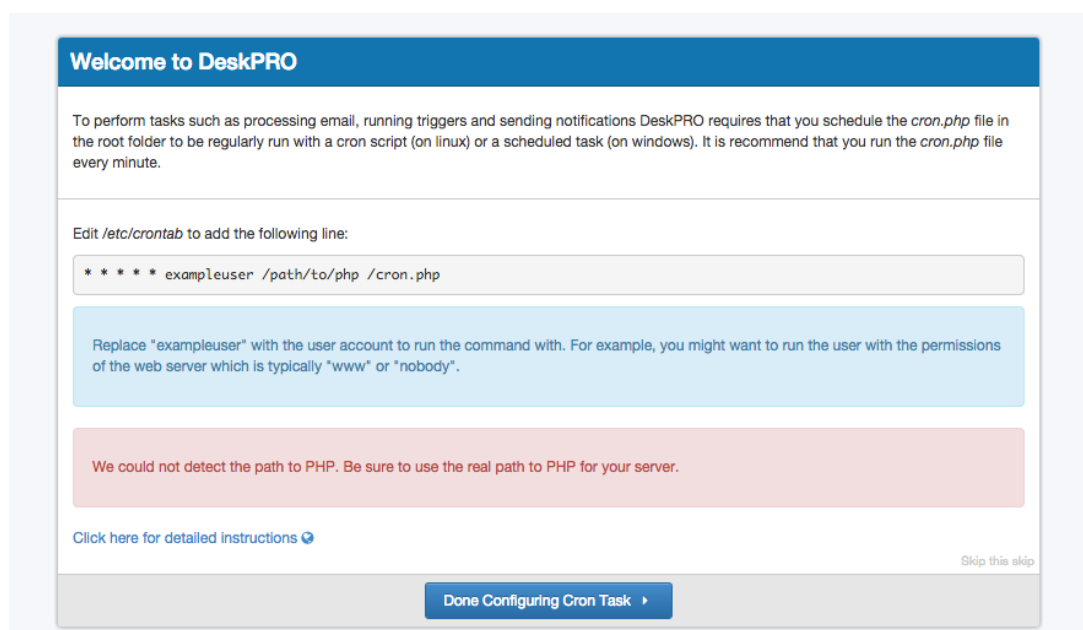 Welcome to DeskPRO
To perform tasks such as processing email, running triggers and sending notifications DeskPRO requires that you schedule the cron.php file in
the root folder to be regularly run with a cron script (on linux) or a scheduled task (on windows). It is recommend that you run the cron.php file
every minute.
Edit /etc/crontab to add the following line:
* * * * * exampleuser /path/to/php /cron.php
Replace "exampleuser" with the user account to run the command with. For example, you might want to run the user with the permissions
of the web server which is typically "www" or "nobody".
We could not detect the path to PHP. Be sure to use the real path to PHP for your server.
Click here for detailed instructions
Skip this skip
Done Configuring Cron Task